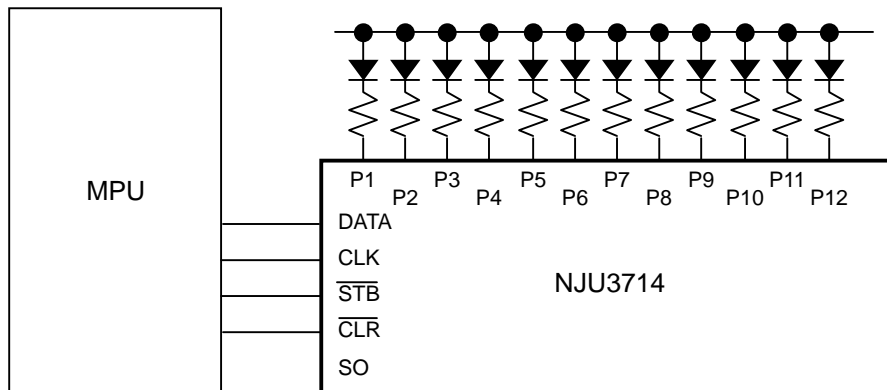 MPU
P1 P3 P5 P7 P9 P11
P2 P4 P6 P8 P10 P12
DATA
CLK
STB
NJU3714
CLR
SO